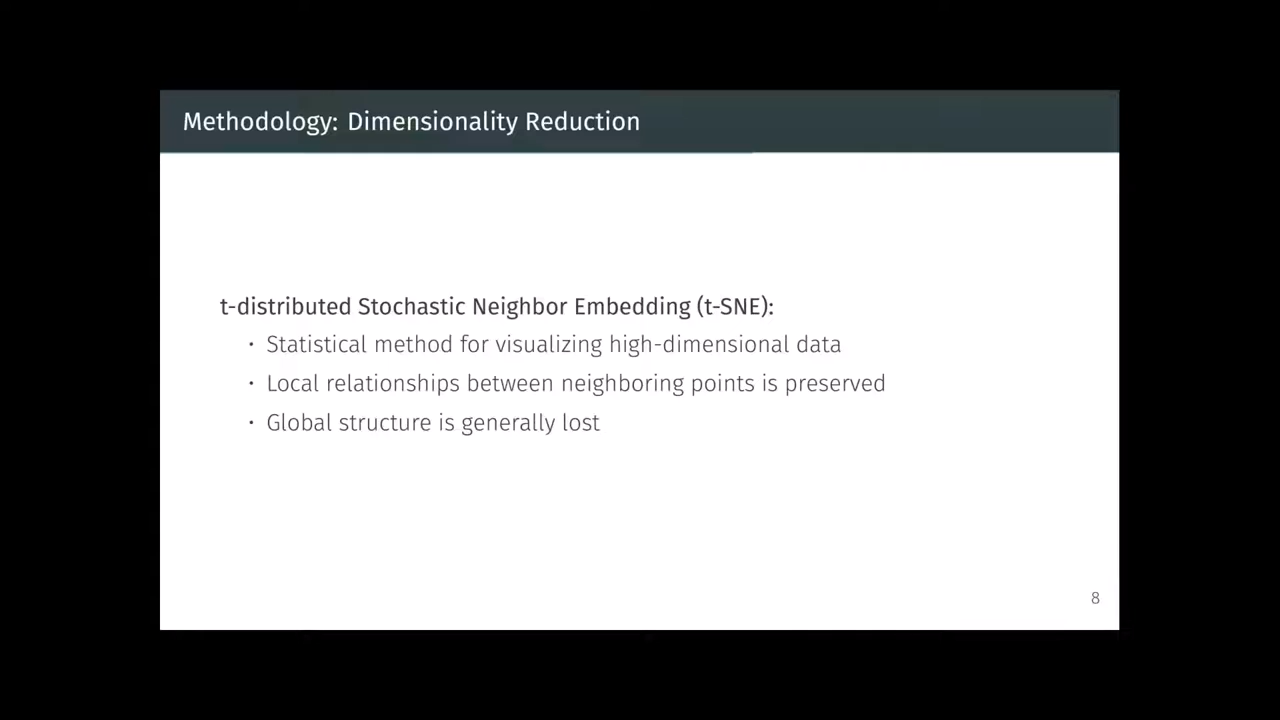 Methodology: Dimensionality Reduction
t-distributed Stochastic Neighbor Embedding (t-SNE):
· Statistical method for visualizing high-dimensional data
· Local relationships between neighboring points is preserved
· Global structure is generally lost
8